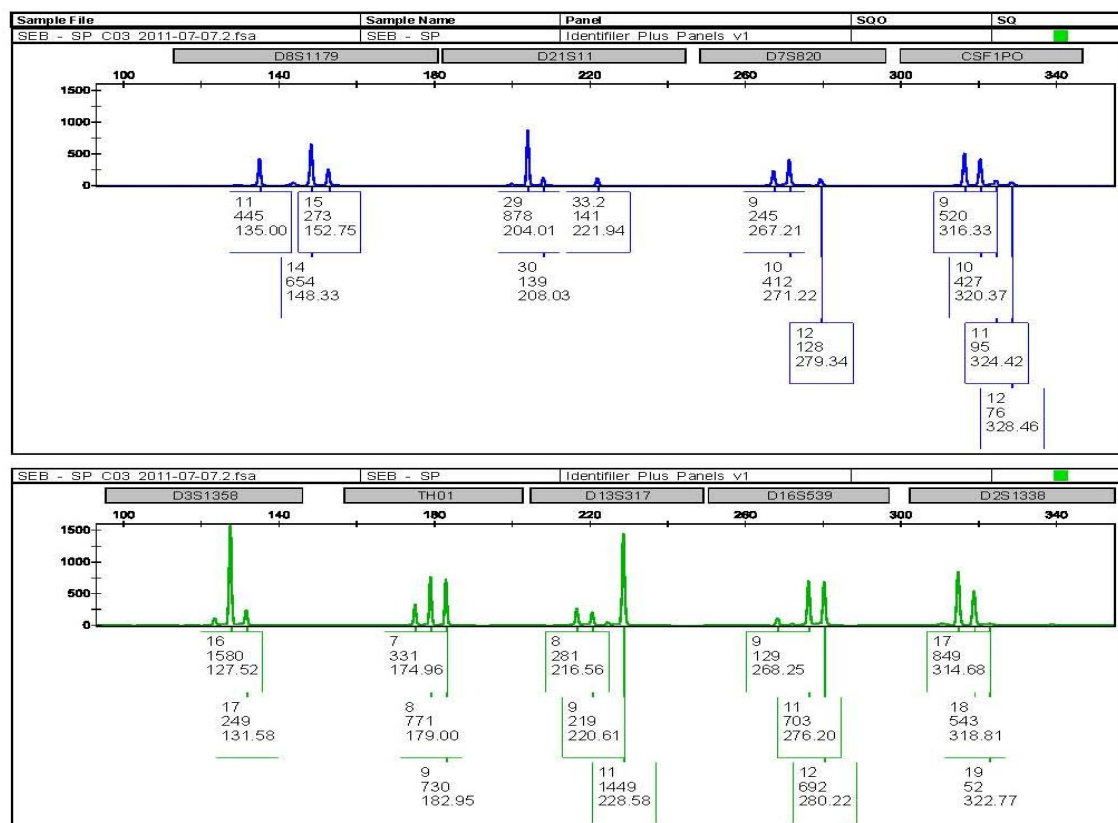 Sample File Sample Name Panel SQO SQ
SEB - SP C03 2011-07-07.2.fsa SEB - SP Identifiler Plus Panels v1
D8S1179 D21S11 D7S820 CSF1PO
100 140 180 220 260 300 340
1500
1000
500
0
11 15 29 33.2 9 9
445 273 878 141 245 520
135.00 152.75 204.01 221.94 267.21 316.33
14 30 10 10
654 139 412 427
148.33 208.03 271.22 320.37
12 11
128 95
279.34 324.42
12
76
328.46
SEB - SP C03 2011-07-07.2.fsa SEB - SP Identifiler Plus Panels v1
D3S1358 TH01 D13S317 D16S539 D2S1338
100 140 180 220 260 300 340
1500
1000
500
0
16 7 8 9 17
1580 331 281 129 849
127.52 174.96 216.56 268.25 314.68
17 8 9 11 18
249 771 219 703 543
131.58 179.00 220.61 276.20 318.81
9 11 12 19
730 1449 692 52
182.95 228.58 280.22 322.77